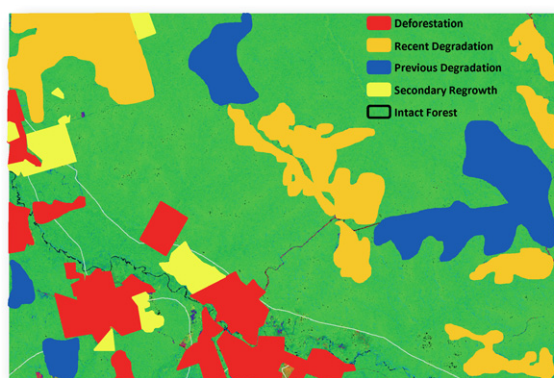 Deforestation
Recent Degradation
Previous Degradation
Secondary Regrowth
Intact Forest